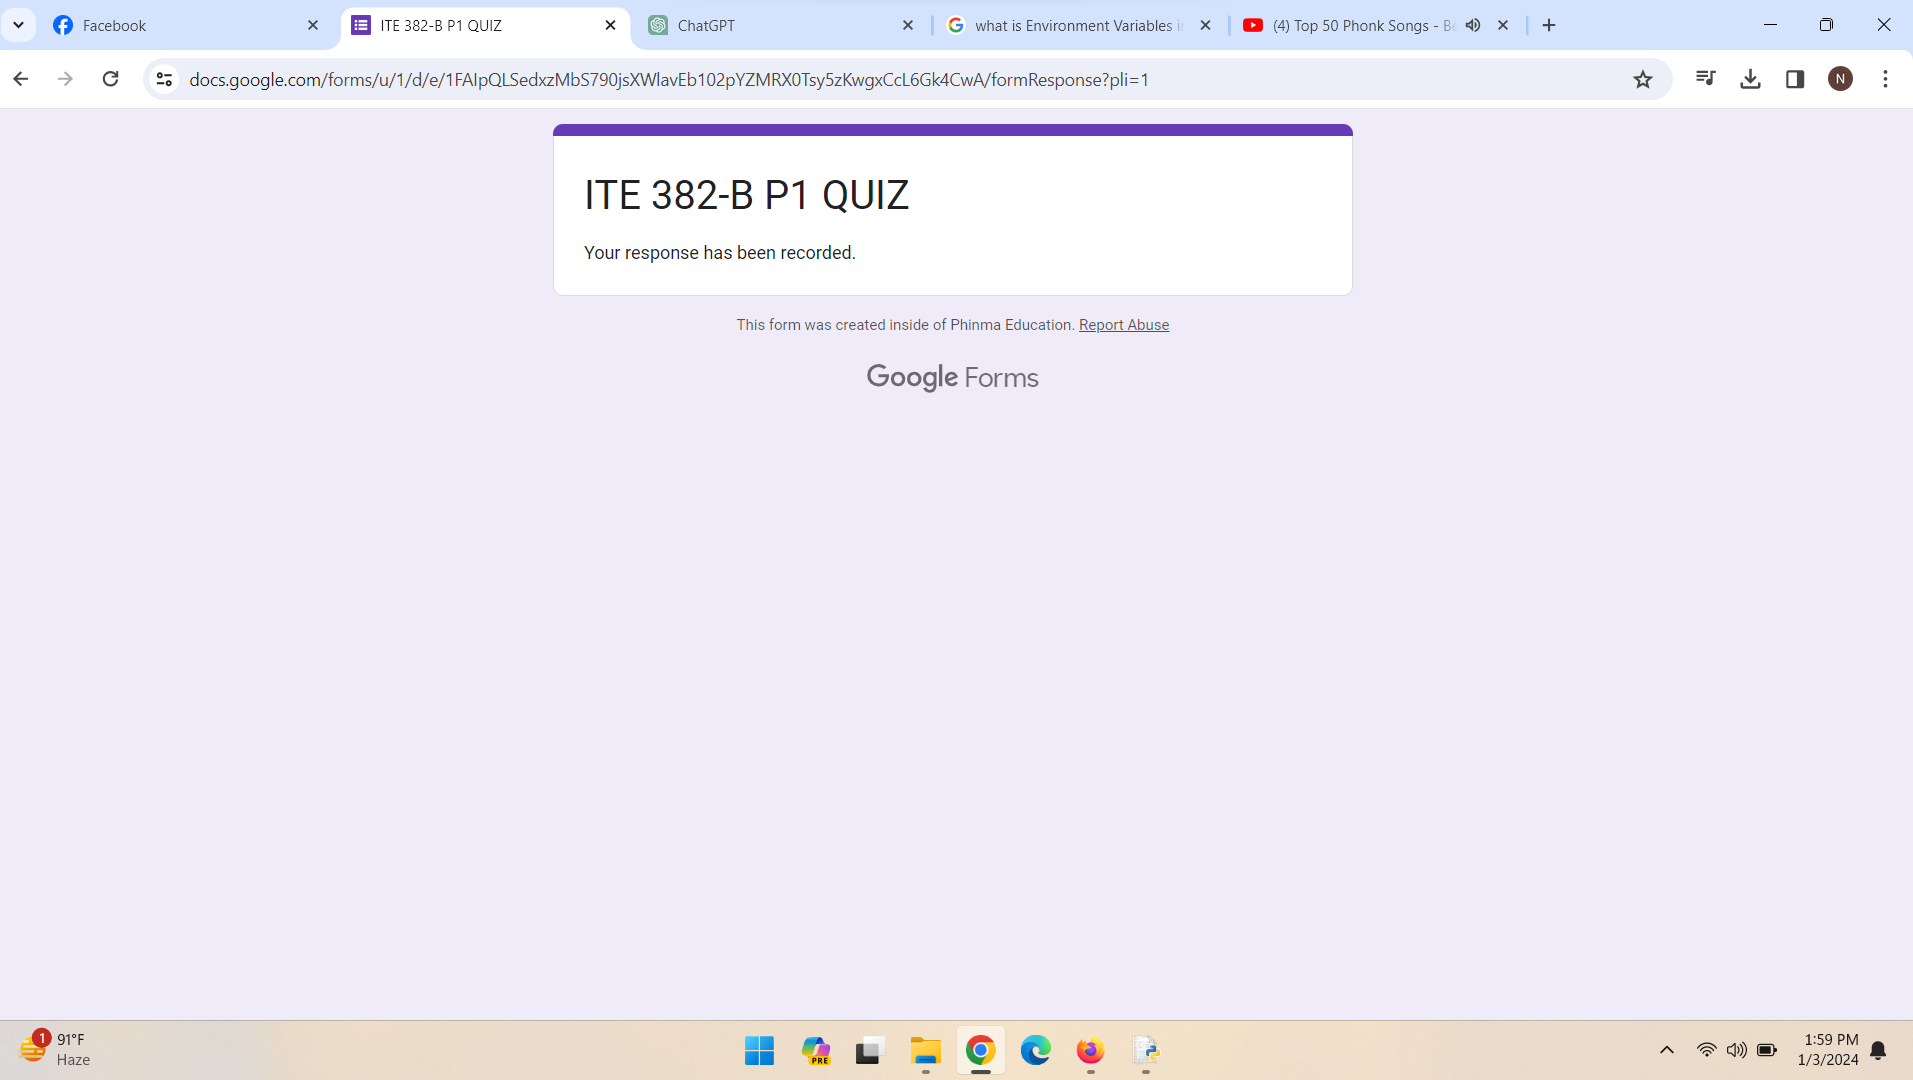 Facebook
ITE 382-B P1 QUIZ
ChatGPT
what is Environment Variables i
(4) Top 50 Phonk Songs - Be
docs.google.com/forms/u/1/d/e/1FAIpQLSedxzMbS790jsXWlavEb102pYZMRX0Tsy5zKwgxCcL6Gk4CwA/formResponse?pli=1
N
ITE 382-B P1 QUIZ
Your response has been recorded.
This form was created inside of Phinma Education. Report Abuse
Google Forms
1
91°F
Haze
PRE
1:59 PM
1/3/2024